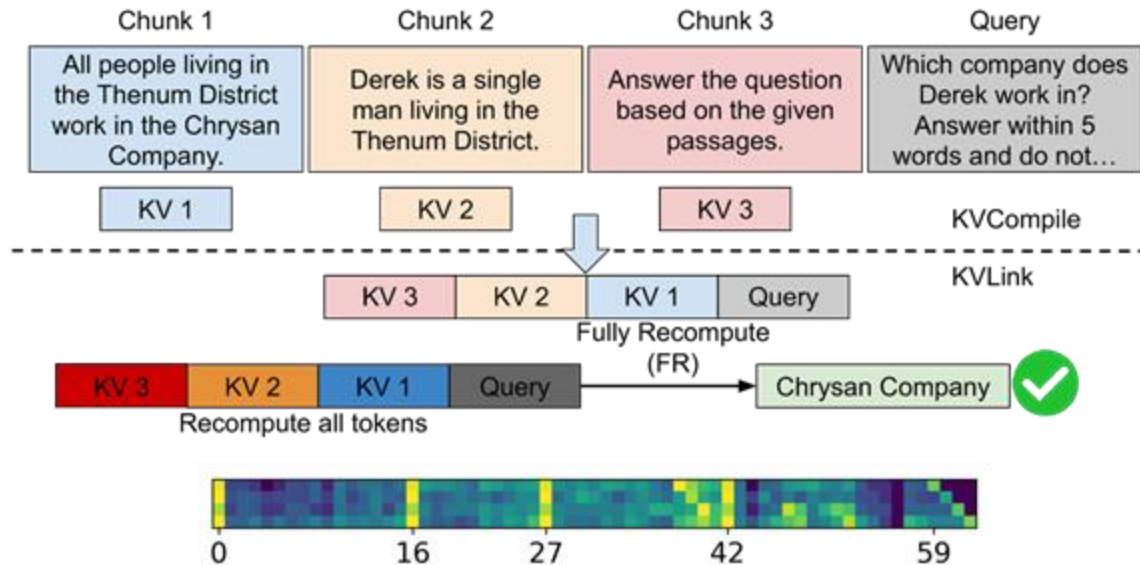 Chunk 1
Chunk 2
Chunk 3
Query
All people living in
the Thenum District
work in the Chrysan
Company.
Derek is a single
man living in the
Thenum District.
Answer the question
based on the given
passages.
Which company does
Derek work in?
Answer within 5
words and do not...
KV 1
KV 2
KV 3
KVCompile
KVLink
KV 3
KV 2
KV 1
Query
Fully Recompute
(FR)
KV 3
KV 2
KV 1
Query
Chrysan Company
Recompute all tokens
0
16
27
42
59